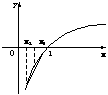 y
x₁ x₂
0 1 x